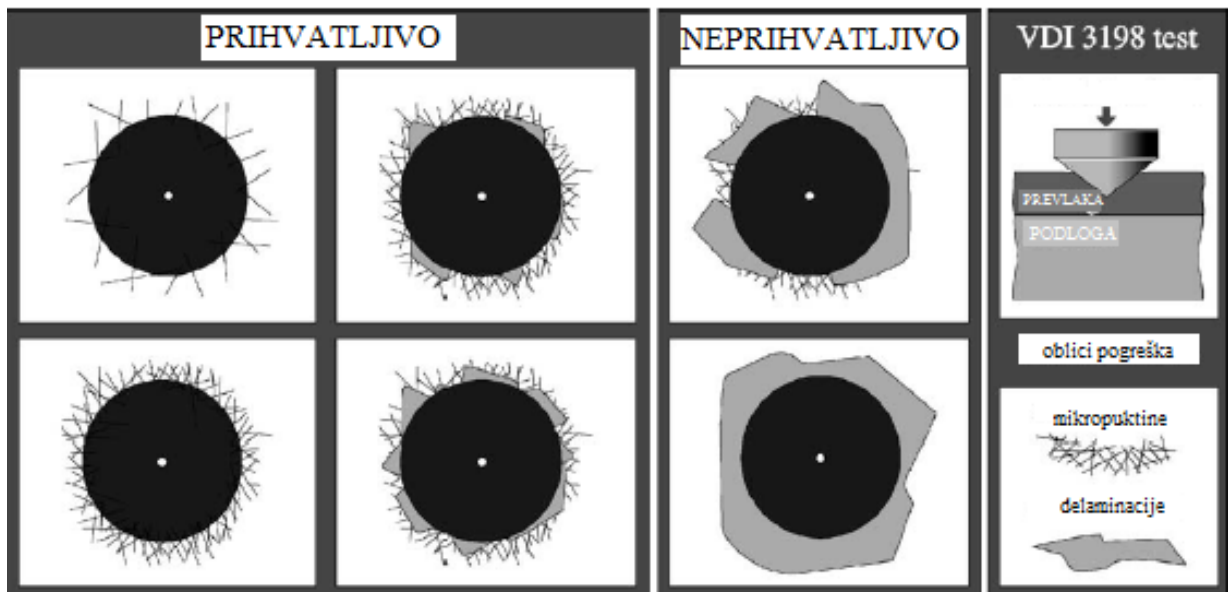 PRIHVATLJIVO
NEPRIHVATLJIVO
VDI 3198 test
PREVLAKA
PODLOGA
oblici pogreška
mikropuktine
delaminacije